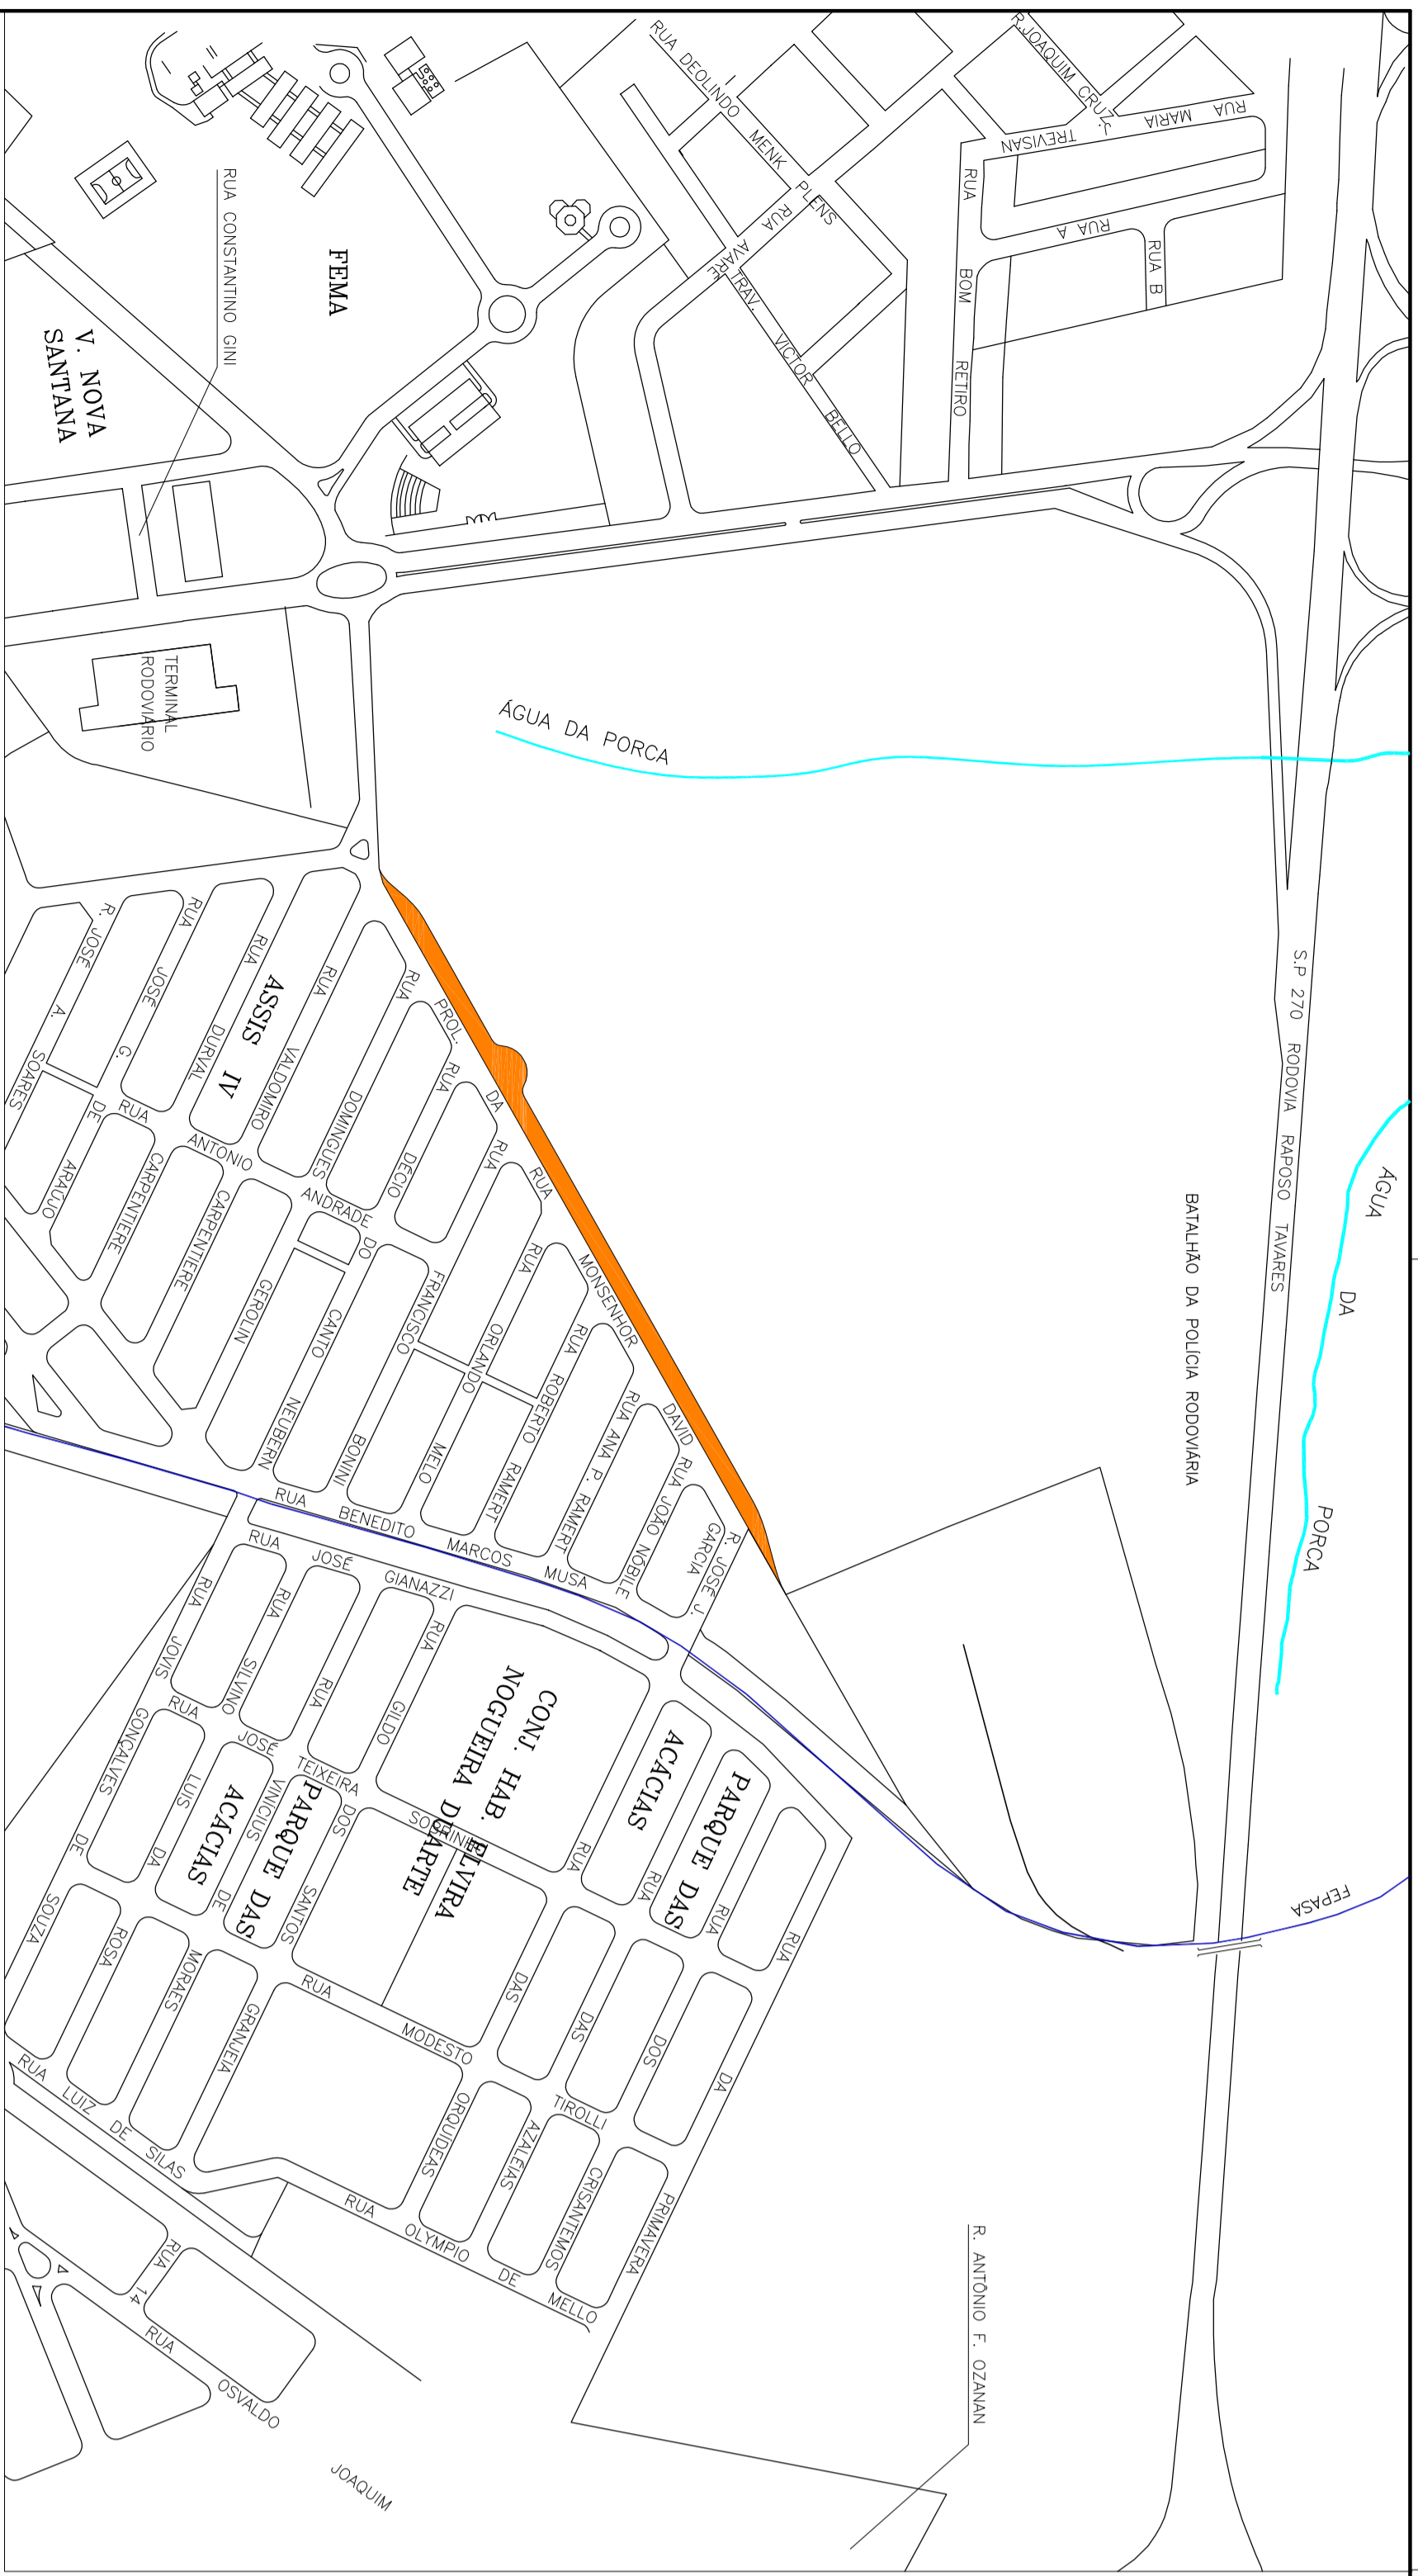 RUA DEOLINDO MENK PLENS
R.JOAQUIM CRUZ J.
RUA MARIA TREVISAN
RUA BOM RETIRO
RUA A
RUA B
RUA AVARÉ
TRAV. VICTOR BELLO
RUA CONSTANTINO GINI
FEMA
V. NOVA
SANTANA
TERMINAL
RODOVIÁRIO
ÁGUA DA PORCA
S.P 270 RODOVIA RAPOSO TAVARES
ÁGUA DA PORCA
BATALHÃO DA POLÍCIA RODOVIÁRIA
FEPASA
R. ANTÔNIO F. OZANAN
PROL. DA RUA MONSENHOR DAVID
ASSIS IV
R. JOSÉ A. SOARES
RUA JOSÉ G. DE ARAÚJO
RUA DURVAL CARPENTIERE
RUA VALDOMIRO CARPENTIERE
RUA ANTONIO ANDRADE DO CANTO NEUBERN
RUA DOMINGUES GEROLIN
RUA DÉCIO
RUA FRANCISCO BONINI
RUA ORLANDO MELO
RUA ROBERTO RAMERT
RUA ANA P. RAMERT
RUA JOÃO NÓBILE
R. JOSÉ J. GARCIA
RUA BENEDITO MARCOS MUSA
RUA JOSÉ GIANAZZI
RUA JOVIS GONÇALVES DE SOUZA
RUA SILVINO LUIS DA ROSA
RUA VINICIUS DE MORAES
RUA GILDO SOBRINHO
RUA JOSÉ TEIXEIRA DOS SANTOS
GRANJEIA
CONJ. HAB. ELVIRA
NOGUEIRA DUARTE
PARQUE DAS
ACÁCIAS
PARQUE DAS
ACÁCIAS
RUA DAS ORQUIDEAS
RUA DAS AZALÉIAS
RUA DOS CRISANTEMOS
RUA DA PRIMAVERA
RUA MODESTO TIROLLI
RUA OLYMPIO DE MELLO
RUA LUIZ DE SILAS
RUA 14
RUA OSVALDO
JOAQUIM